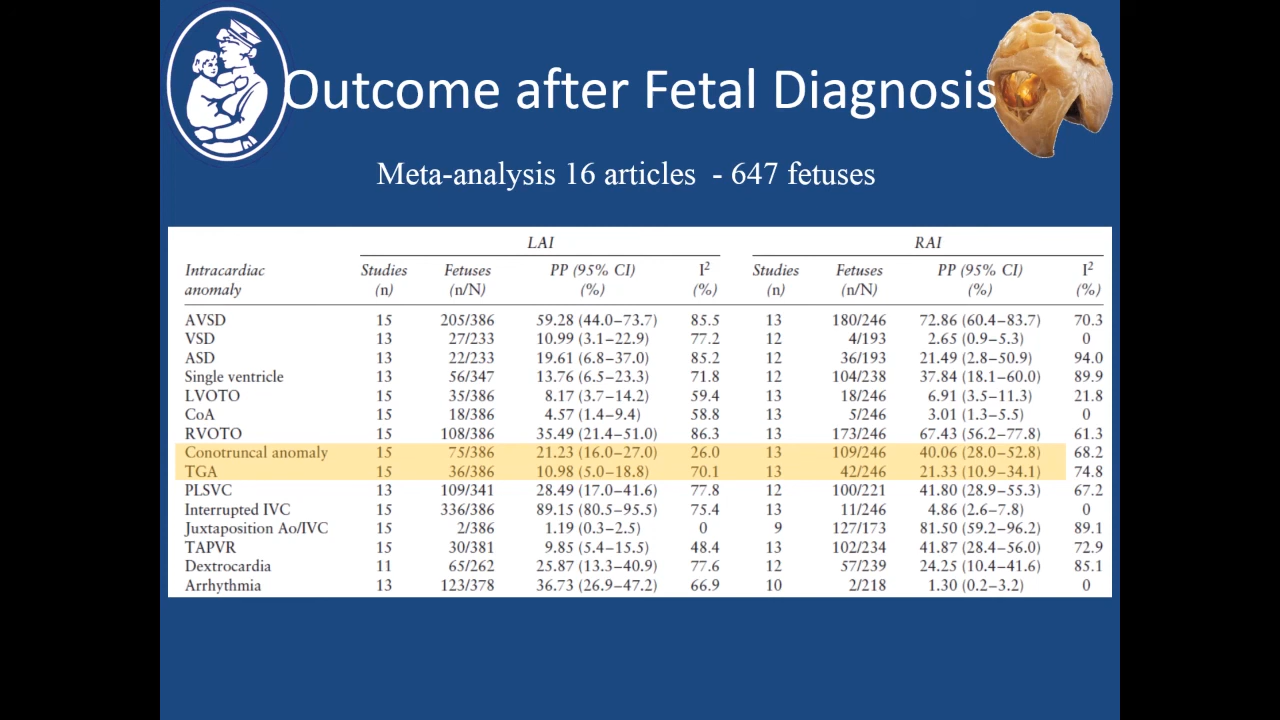 Outcome after Fetal Diagnosis
Meta-analysis 16 articles - 647 fetuses
LAI RAI
Intracardiac Studies Fetuses PP (95% CI) I² Studies Fetuses PP (95% CI) I²
anomaly (n) (n/N) (%) (%) (n) (n/N) (%) (%)
AVSD 15 205/386 59.28 (44.0–73.7) 85.5 13 180/246 72.86 (60.4–83.7) 70.3
VSD 13 27/233 10.99 (3.1–22.9) 77.2 12 4/193 2.65 (0.9–5.3) 0
ASD 13 22/233 19.61 (6.8–37.0) 85.2 12 36/193 21.49 (2.8–50.9) 94.0
Single ventricle 13 56/347 13.76 (6.5–23.3) 71.8 12 104/238 37.84 (18.1–60.0) 89.9
LVOTO 15 35/386 8.17 (3.7–14.2) 59.4 13 18/246 6.91 (3.5–11.3) 21.8
CoA 15 18/386 4.57 (1.4–9.4) 58.8 13 5/246 3.01 (1.3–5.5) 0
RVOTO 15 108/386 35.49 (21.4–51.0) 86.3 13 173/246 67.43 (56.2–77.8) 61.3
Conotruncal anomaly 15 75/386 21.23 (16.0–27.0) 26.0 13 109/246 40.06 (28.0–52.8) 68.2
TGA 15 36/386 10.98 (5.0–18.8) 70.1 13 42/246 21.33 (10.9–34.1) 74.8
PLSVC 13 109/341 28.49 (17.0–41.6) 77.8 12 100/221 41.80 (28.9–55.3) 67.2
Interrupted IVC 15 336/386 89.15 (80.5–95.5) 75.4 13 11/246 4.86 (2.6–7.8) 0
Juxtaposition Ao/IVC 15 2/386 1.19 (0.3–2.5) 0 9 127/173 81.50 (59.2–96.2) 89.1
TAPVR 15 30/381 9.85 (5.4–15.5) 48.4 13 102/234 41.87 (28.4–56.0) 72.9
Dextrocardia 11 65/262 25.87 (13.3–40.9) 77.6 12 57/239 24.25 (10.4–41.6) 85.1
Arrhythmia 13 123/378 36.73 (26.9–47.2) 66.9 10 2/218 1.30 (0.2–3.2) 0